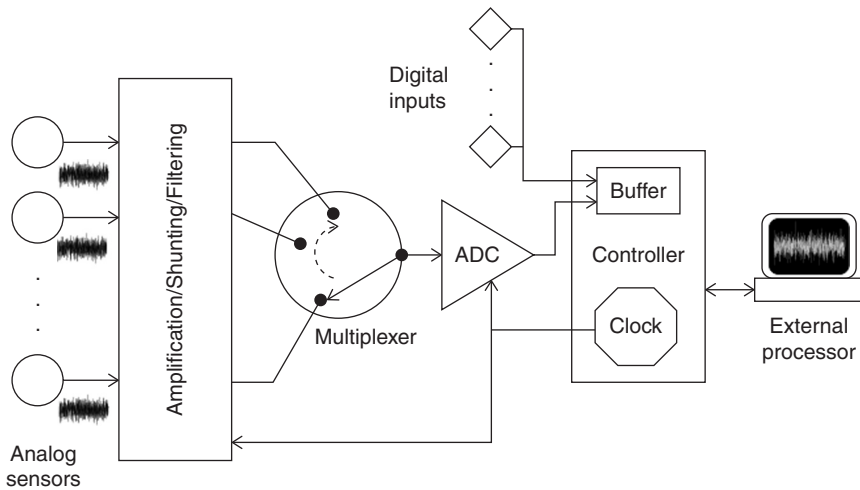 Digital
inputs
Amplification/Shunting/Filtering
Buffer
ADC
Controller
Multiplexer
Clock
External
processor
Analog
sensors